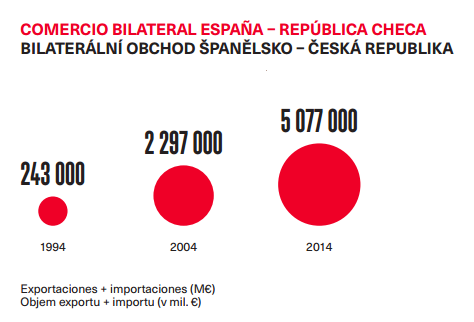 COMERCIO BILATERAL ESPAÑA – REPÚBLICA CHECA
BILATERÁLNÍ OBCHOD ŠPANĚLSKO – ČESKÁ REPUBLIKA
243 000
2 297 000
5 077 000
1994
2004
2014
Exportaciones + importaciones (M€)
Objem exportu + importu (v mil. €)